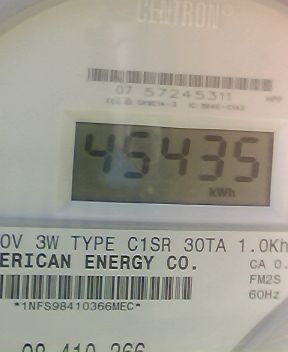 CENTRON®
07 57245311
45435
kWh
0V 3W TYPE C1SR 30TA 1.0Kh
ERICAN ENERGY CO.
CA 0.
FM2S
60Hz
*1NFS98410366MEC*
98 410 366